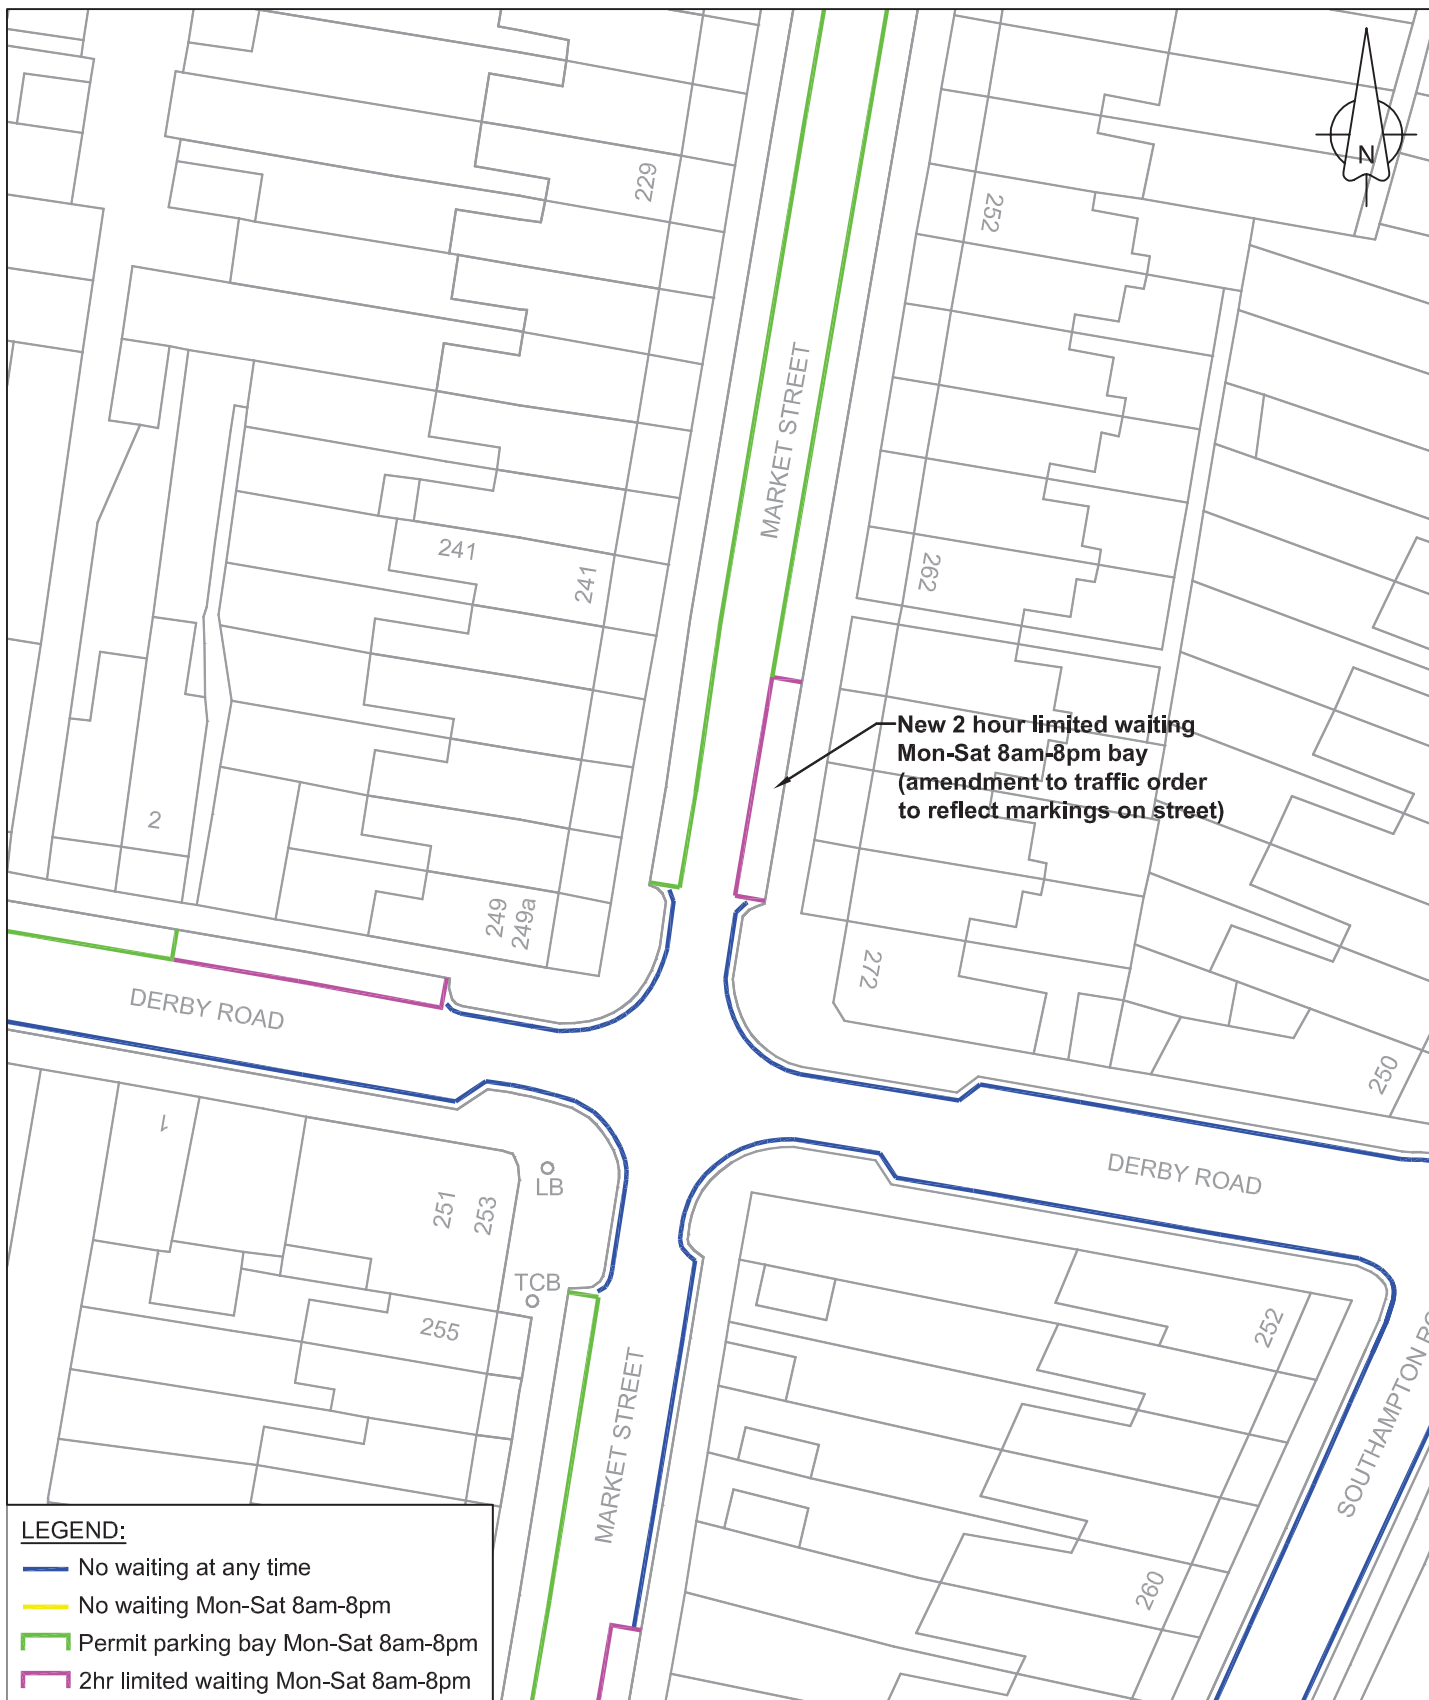 N
229
252
MARKET STREET
241
241
262
New 2 hour limited waiting
Mon-Sat 8am-8pm bay
(amendment to traffic order
to reflect markings on street)
2
249
249a
272
DERBY ROAD
250
1
LB
251
253
DERBY ROAD
TCB
255
252
MARKET STREET
SOUTHAMPTON RO
260
LEGEND:
No waiting at any time
No waiting Mon-Sat 8am-8pm
Permit parking bay Mon-Sat 8am-8pm
2hr limited waiting Mon-Sat 8am-8pm